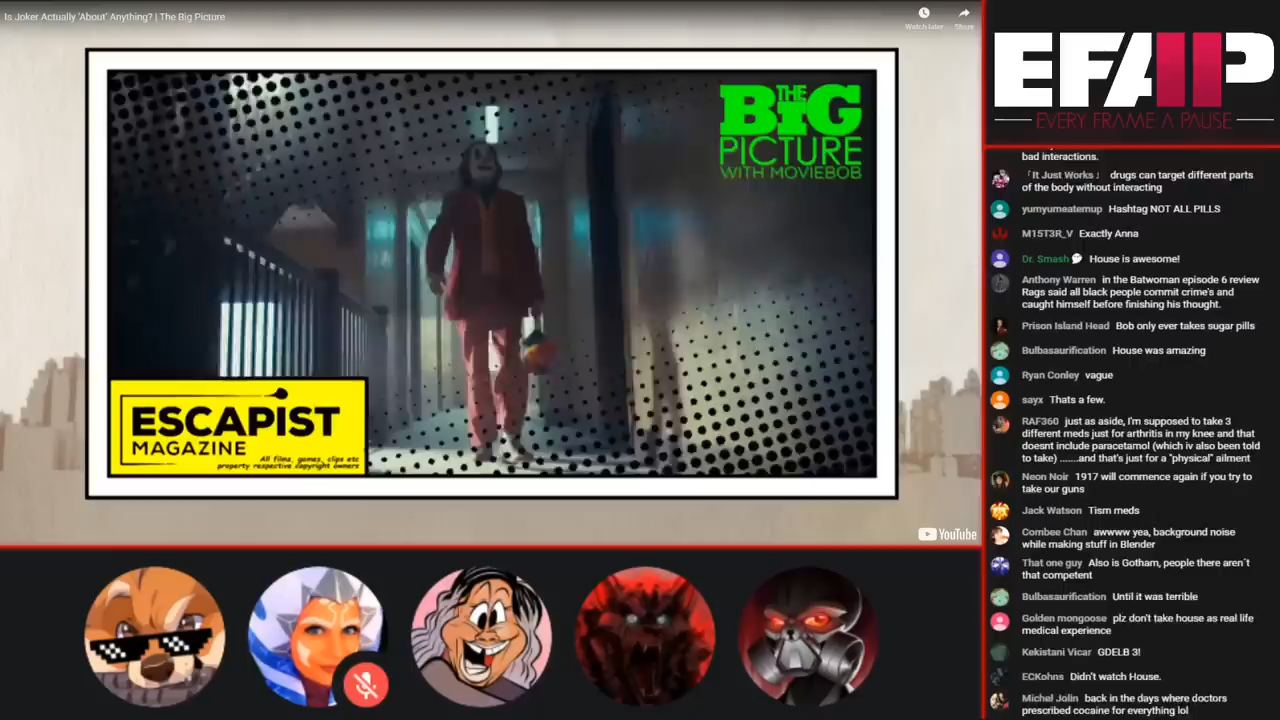 Is Joker Actually 'About' Anything? | The Big Picture
Watch later
Share
THE
BiG
PICTURE
WITH MOVIEBOB
ESCAPIST
MAGAZINE
All films, games, clips etc
property respective copyright owners
YouTube
EFAP
EVERY FRAME A PAUSE
bad interactions.
「It Just Works」 drugs can target different parts
of the body without interacting
yumyumeatemup Hashtag NOT ALL PILLS
M15T3R_V Exactly Anna
Dr. Smash House is awesome!
Anthony Warren in the Batwoman episode 6 review
Rags said all black people commit crime's and
caught himself before finishing his thought.
Prison Island Head Bob only ever takes sugar pills
Bulbasaurification House was amazing
Ryan Conley vague
sayx Thats a few.
RAF360 just as aside, I'm supposed to take 3
different meds just for arthritis in my knee and that
doesnt include paracetamol (which iv also been told
to take) ......and that's just for a "physical" ailment
Neon Noir 1917 will commence again if you try to
take our guns
Jack Watson Tism meds
Combee Chan awwww yea, background noise
while making stuff in Blender
That one guy Also is Gotham, people there aren´t
that competent
Bulbasaurification Until it was terrible
Golden mongoose plz don't take house as real life
medical experience
Kekistani Vicar GDELB 3!
ECKohns Didn't watch House.
Michel Jolin back in the days where doctors
prescribed cocaine for everything lol